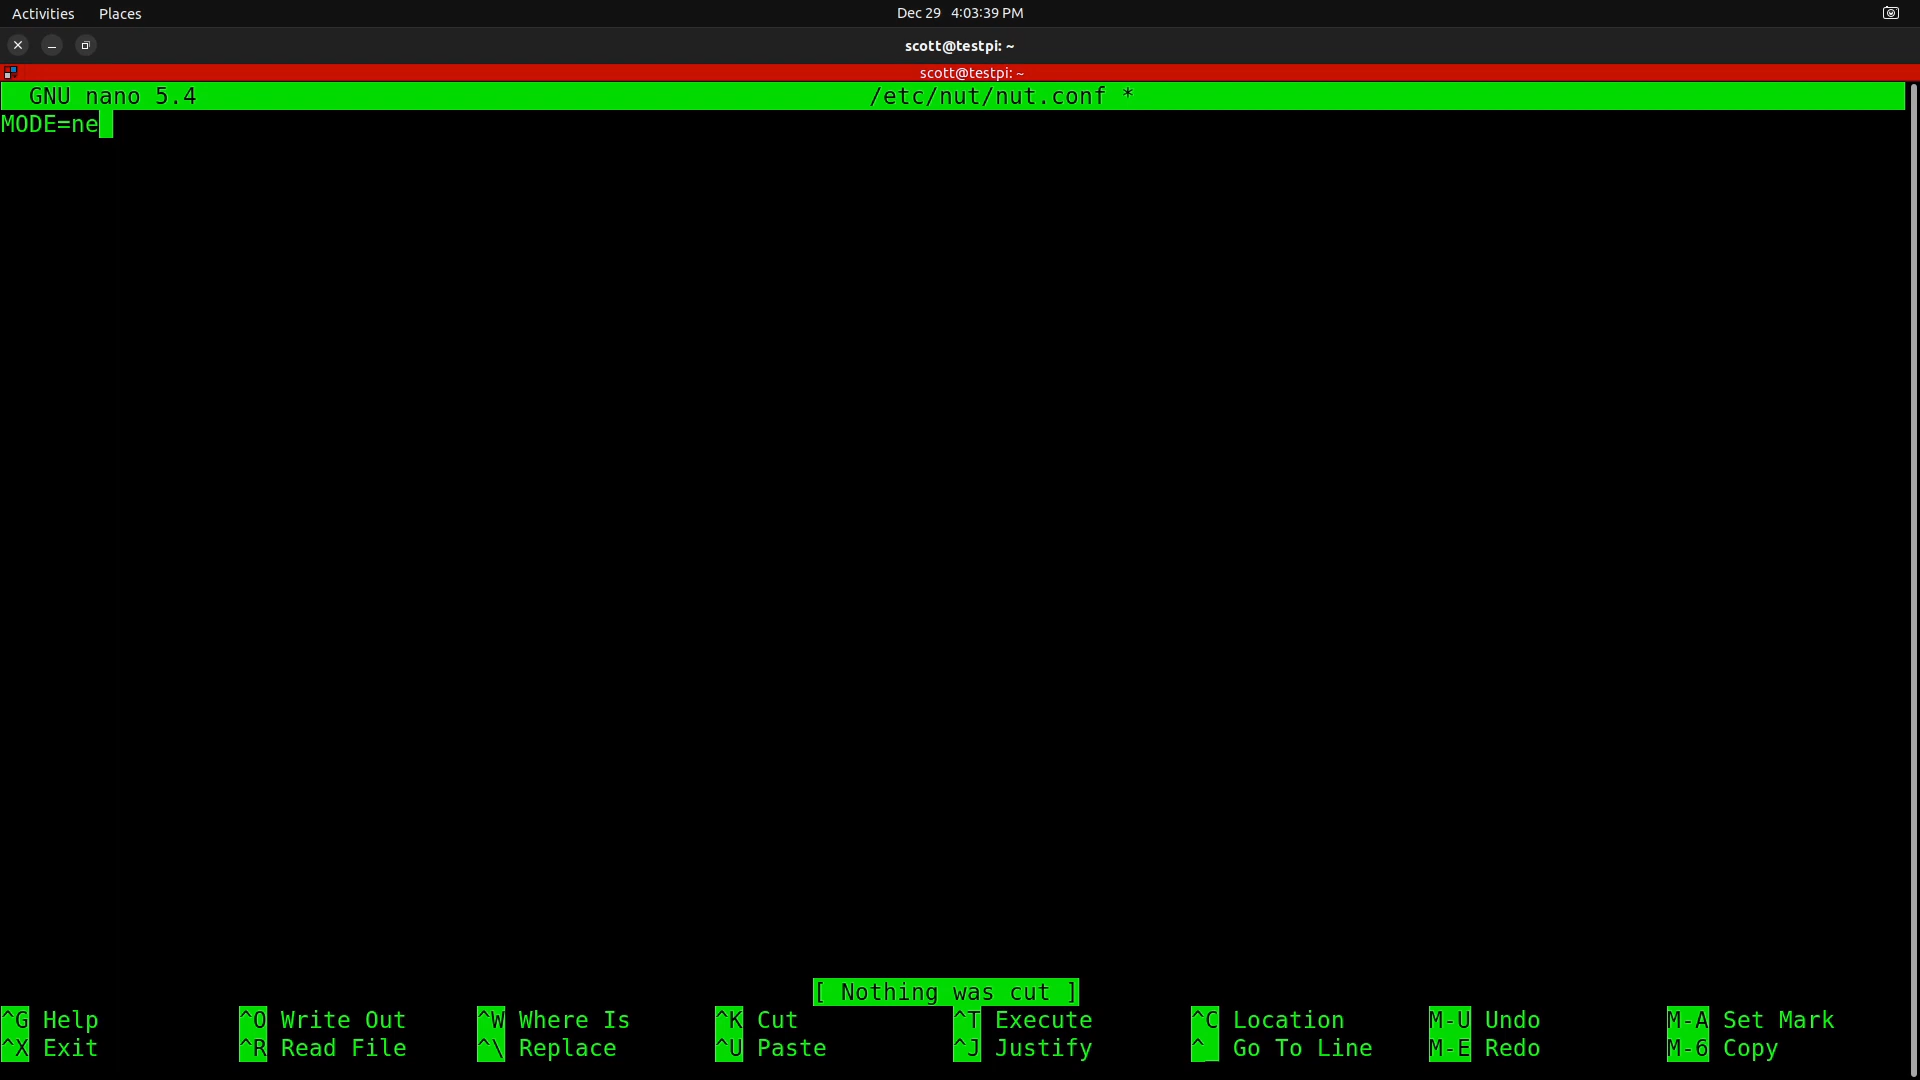 Activities Places Dec 29 4:03:39 PM
scott@testpi: ~
scott@testpi: ~
GNU nano 5.4 /etc/nut/nut.conf *
MODE=ne
[ Nothing was cut ]
^G Help ^O Write Out ^W Where Is ^K Cut ^T Execute ^C Location M-U Undo M-A Set Mark
^X Exit ^R Read File ^\ Replace ^U Paste ^J Justify ^_ Go To Line M-E Redo M-6 Copy